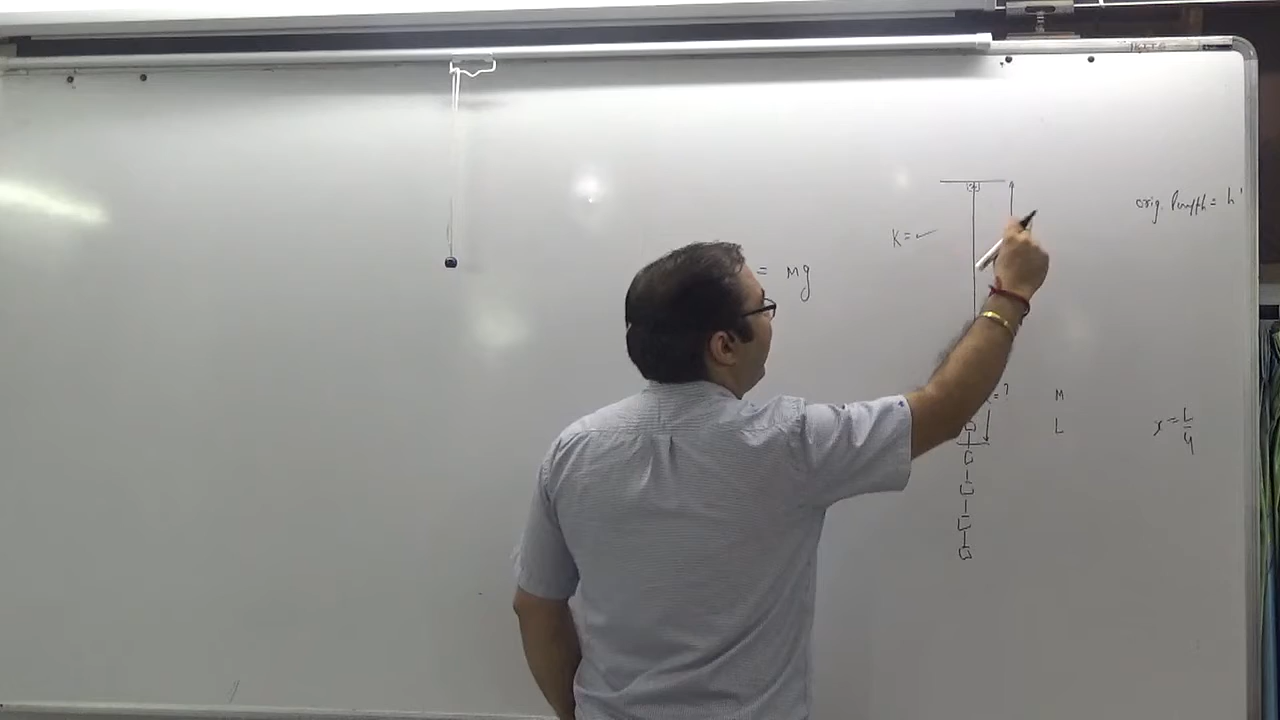 orig. length = h'
K = ✓
= mg
= ?
M
L
x = L/4